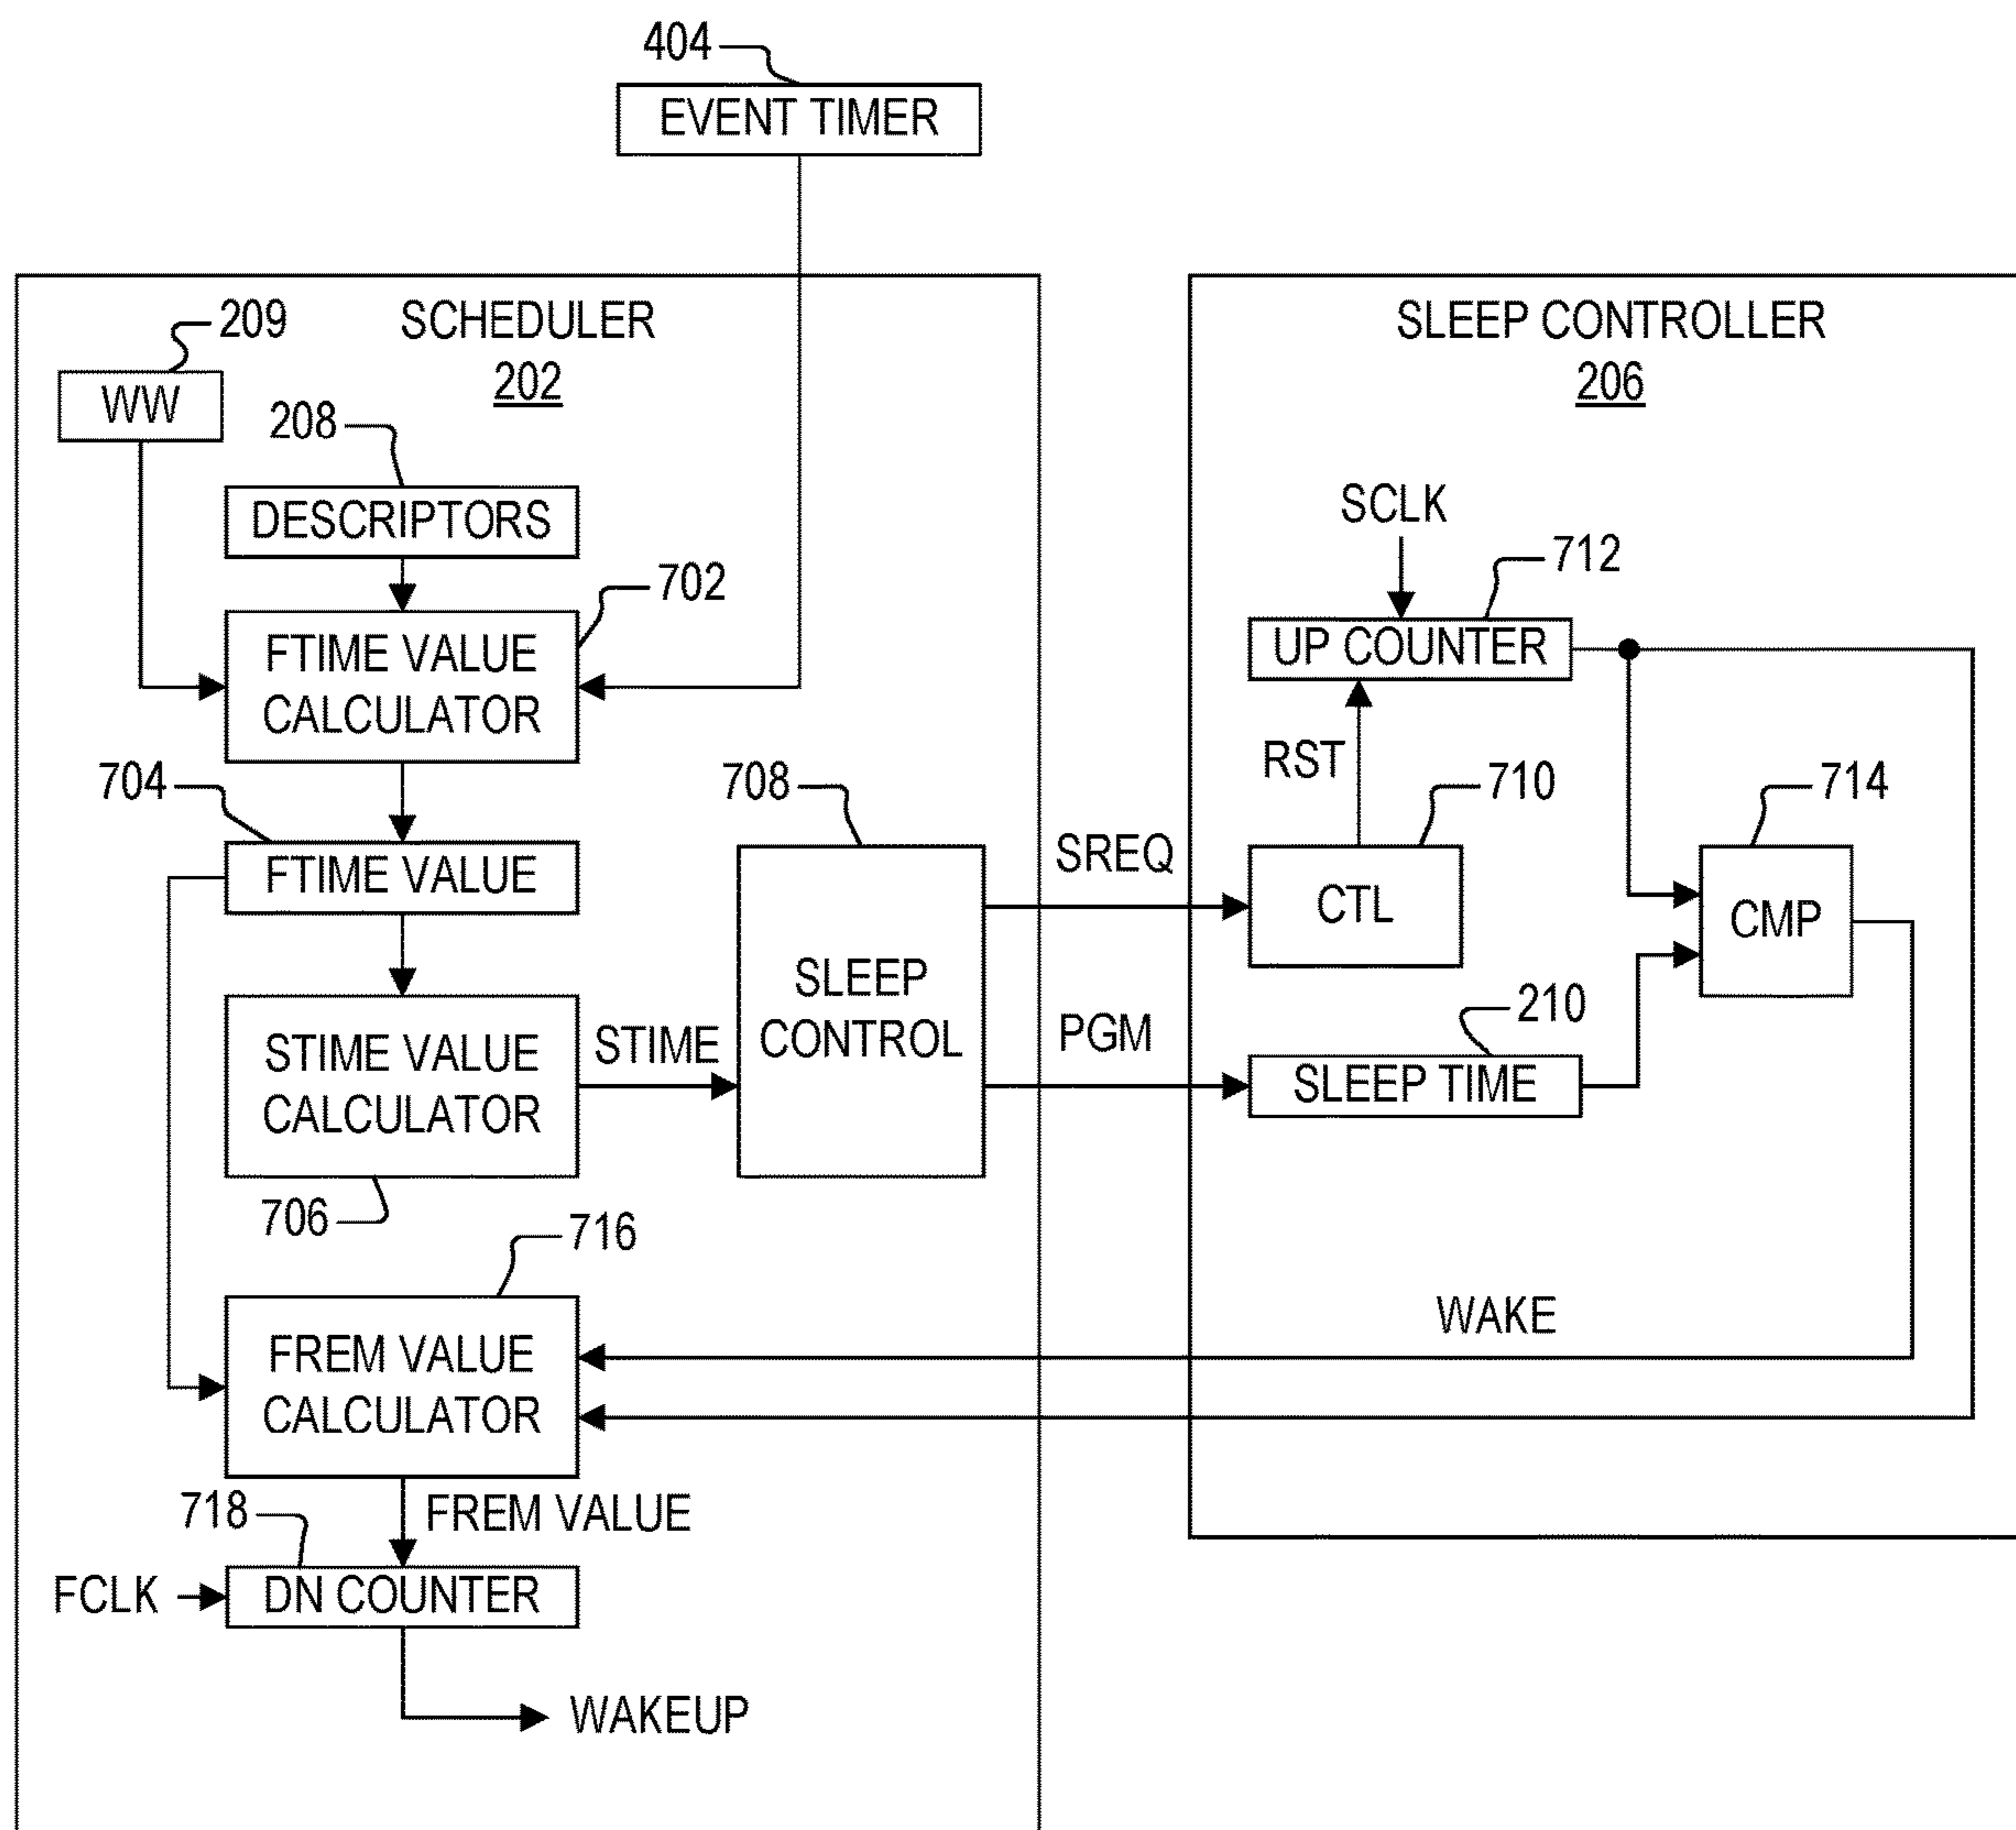 404
EVENT TIMER
SCHEDULER
202
209
WW
208
DESCRIPTORS
702
FTIME VALUE
CALCULATOR
704
FTIME VALUE
STIME VALUE
CALCULATOR
706
STIME
708
SLEEP
CONTROL
SREQ
PGM
716
FREM VALUE
CALCULATOR
FREM VALUE
718
FCLK
DN COUNTER
WAKEUP
SLEEP CONTROLLER
206
SCLK
712
UP COUNTER
RST
710
CTL
714
CMP
210
SLEEP TIME
WAKE